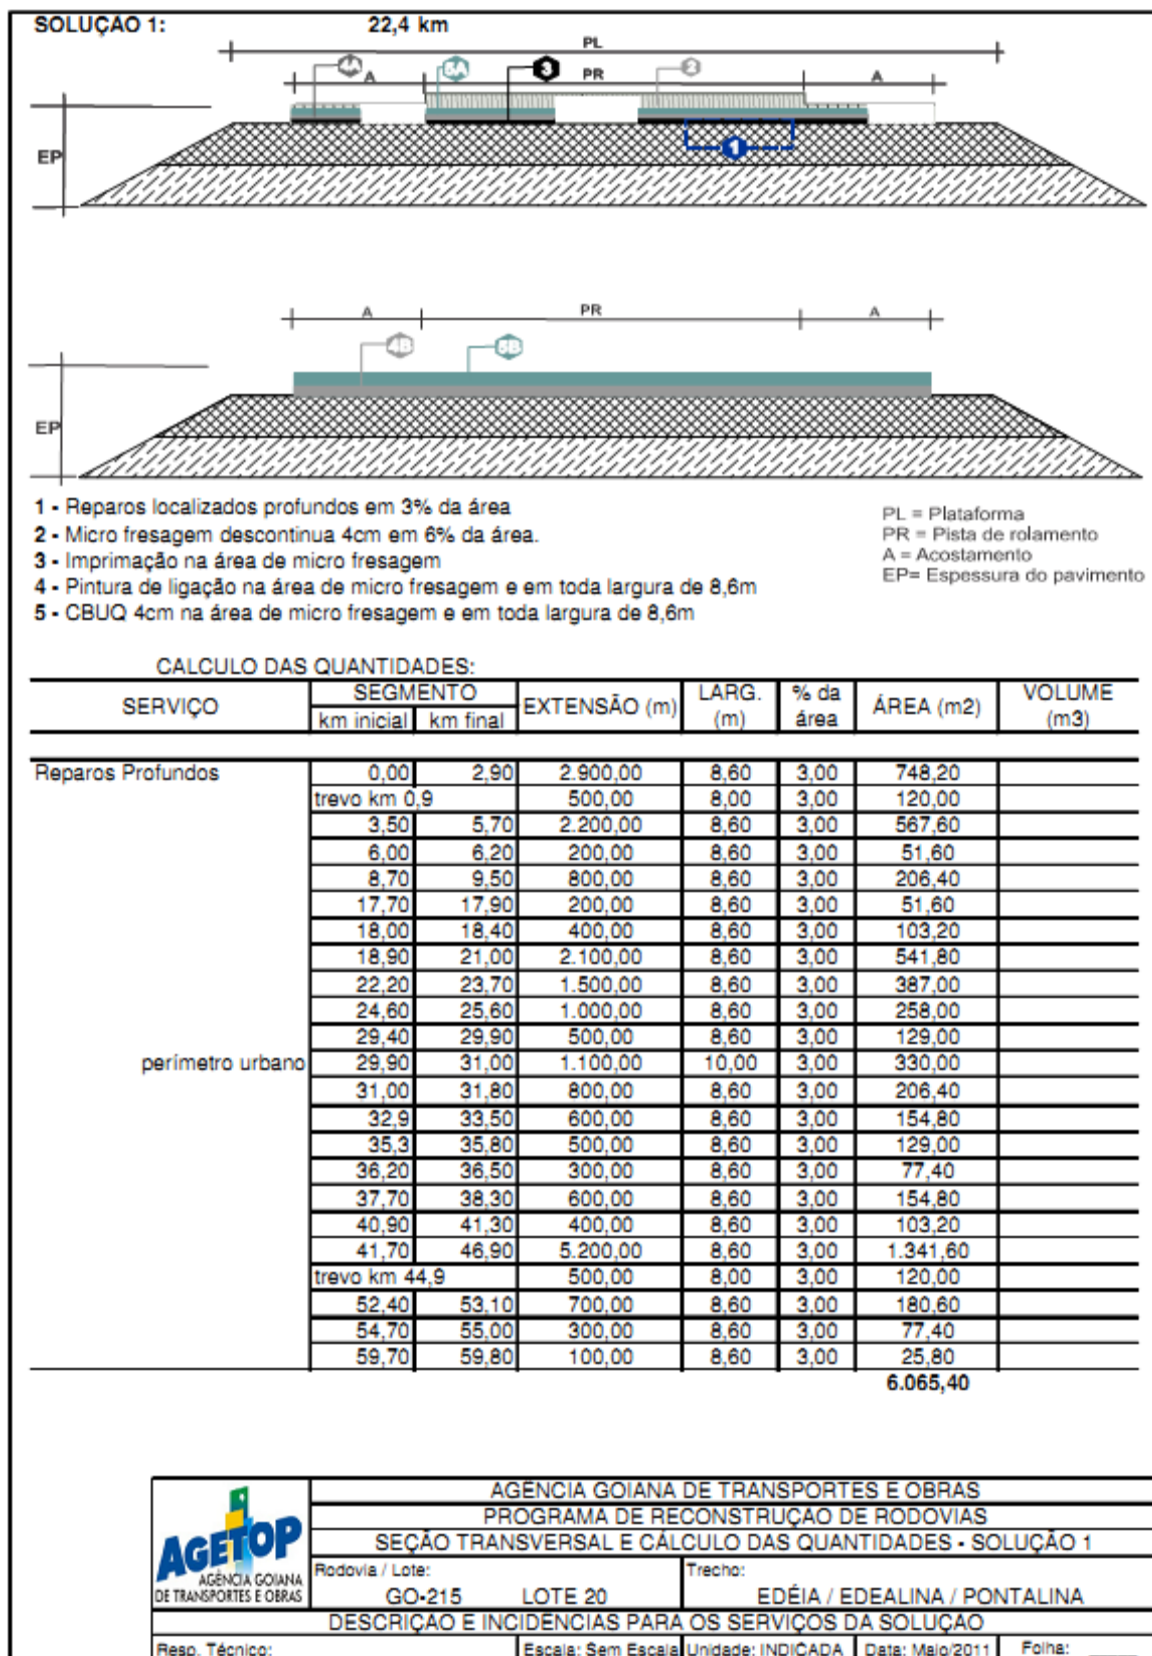 SOLUÇÃO 1: 22,4 km
PL
4A 5A 3 2
A PR A
EP
1
A PR A
4B 5B
EP
1 - Reparos localizados profundos em 3% da área
2 - Micro fresagem descontinua 4cm em 6% da área.
3 - Imprimação na área de micro fresagem
4 - Pintura de ligação na área de micro fresagem e em toda largura de 8,6m
5 - CBUQ 4cm na área de micro fresagem e em toda largura de 8,6m
PL = Plataforma
PR = Pista de rolamento
A = Acostamento
EP= Espessura do pavimento
CALCULO DAS QUANTIDADES:
SERVIÇO SEGMENTO EXTENSÃO (m) LARG. (m) % da área ÁREA (m2) VOLUME (m3)
km inicial km final
Reparos Profundos 0,00 2,90 2.900,00 8,60 3,00 748,20
trevo km 0,9 500,00 8,00 3,00 120,00
3,50 5,70 2.200,00 8,60 3,00 567,60
6,00 6,20 200,00 8,60 3,00 51,60
8,70 9,50 800,00 8,60 3,00 206,40
17,70 17,90 200,00 8,60 3,00 51,60
18,00 18,40 400,00 8,60 3,00 103,20
18,90 21,00 2.100,00 8,60 3,00 541,80
22,20 23,70 1.500,00 8,60 3,00 387,00
24,60 25,60 1.000,00 8,60 3,00 258,00
29,40 29,90 500,00 8,60 3,00 129,00
perímetro urbano 29,90 31,00 1.100,00 10,00 3,00 330,00
31,00 31,80 800,00 8,60 3,00 206,40
32,9 33,50 600,00 8,60 3,00 154,80
35,3 35,80 500,00 8,60 3,00 129,00
36,20 36,50 300,00 8,60 3,00 77,40
37,70 38,30 600,00 8,60 3,00 154,80
40,90 41,30 400,00 8,60 3,00 103,20
41,70 46,90 5.200,00 8,60 3,00 1.341,60
trevo km 44,9 500,00 8,00 3,00 120,00
52,40 53,10 700,00 8,60 3,00 180,60
54,70 55,00 300,00 8,60 3,00 77,40
59,70 59,80 100,00 8,60 3,00 25,80
6.065,40
AGETOP
AGÊNCIA GOIANA
DE TRANSPORTES E OBRAS
AGÊNCIA GOIANA DE TRANSPORTES E OBRAS
PROGRAMA DE RECONSTRUÇÃO DE RODOVIAS
SEÇÃO TRANSVERSAL E CÁLCULO DAS QUANTIDADES - SOLUÇÃO 1
Rodovia / Lote: Trecho:
GO-215 LOTE 20 EDÉIA / EDEALINA / PONTALINA
DESCRIÇÃO E INCIDÊNCIAS PARA OS SERVIÇOS DA SOLUÇÃO
Resp. Técnico: Escala: Sem Escala Unidade: INDICADA Data: Maio/2011 Folha: